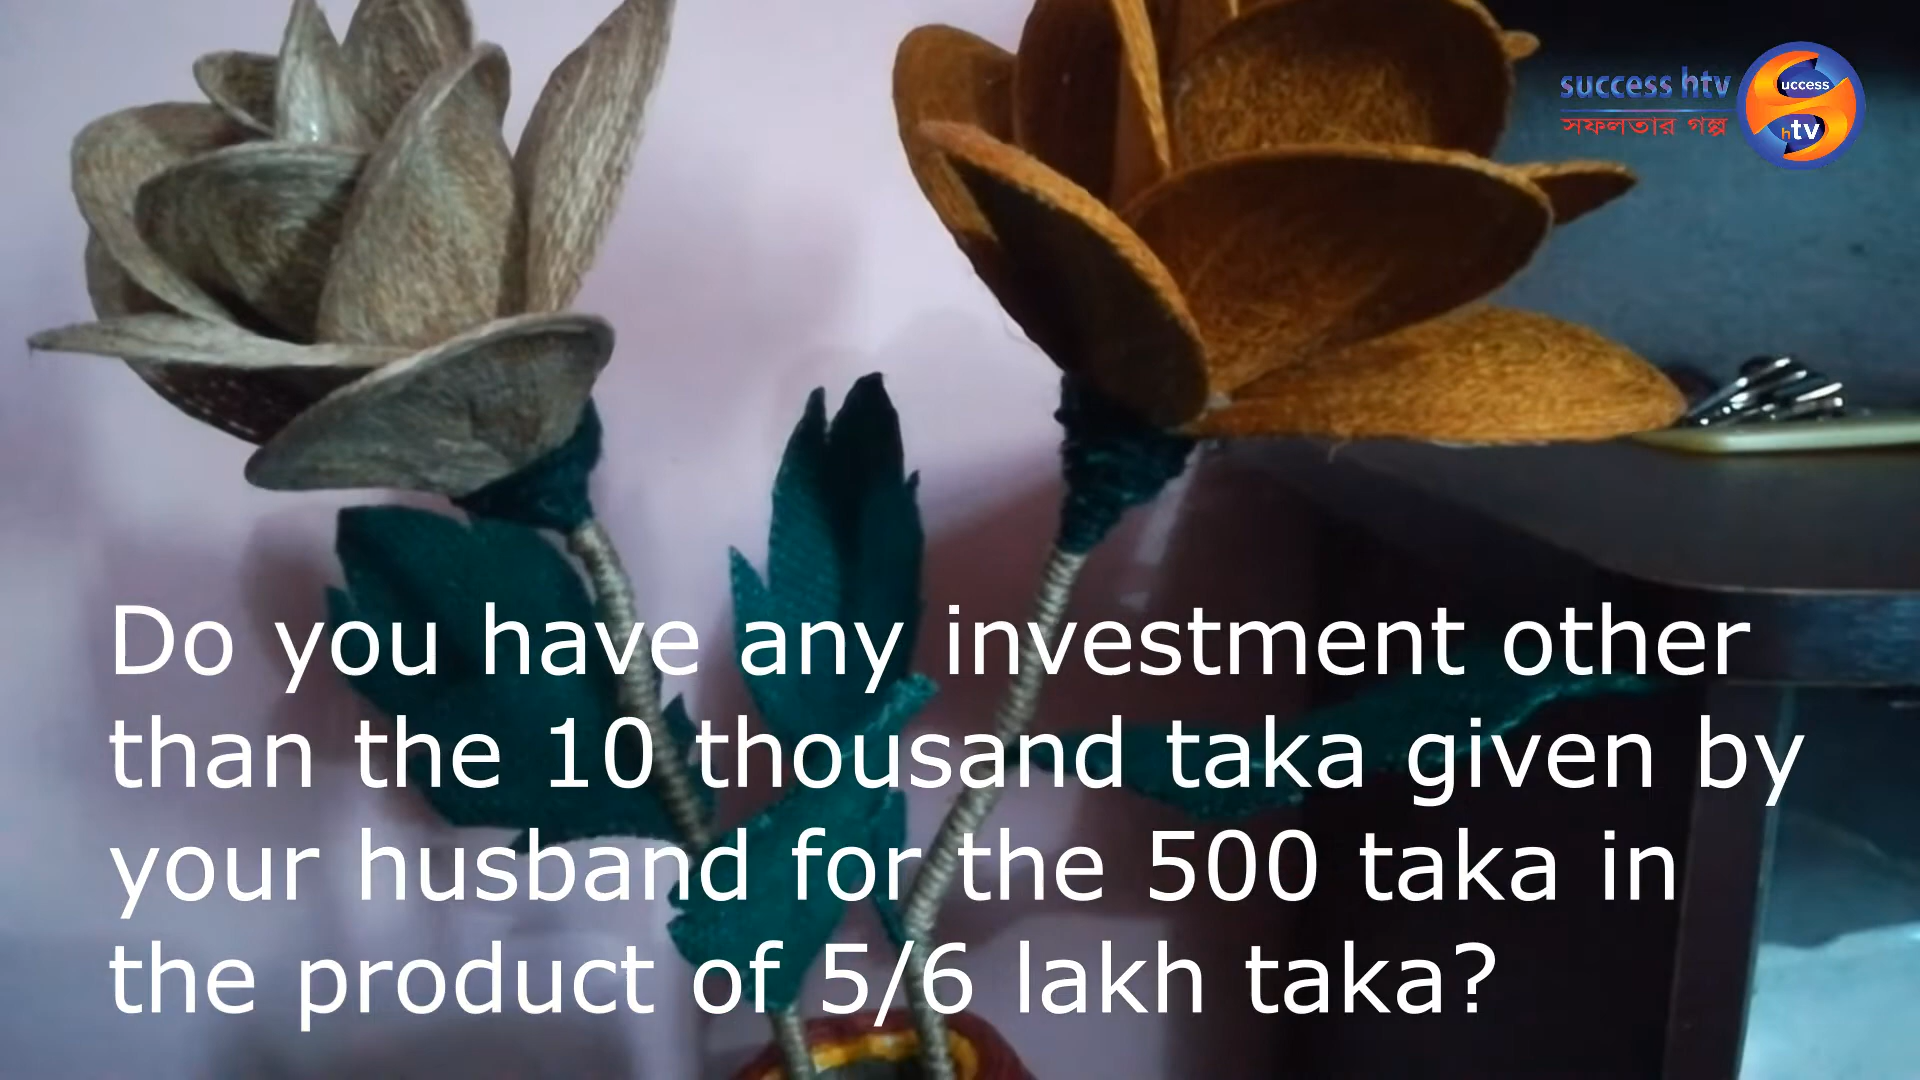 success htv
সফলতার গল্প
uccess
htv
Do you have any investment other
than the 10 thousand taka given by
your husband for the 500 taka in
the product of 5/6 lakh taka?